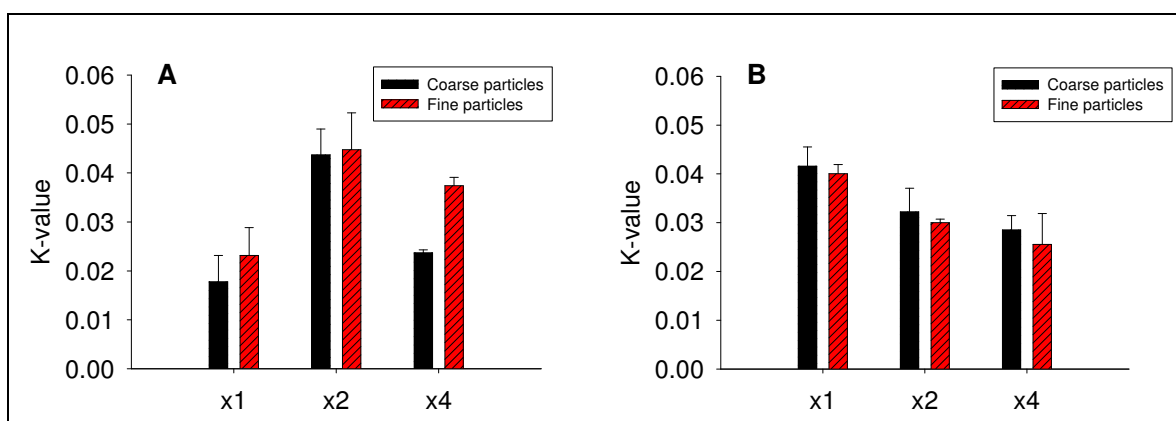 A
Coarse particles
Fine particles
K-value
0.06
0.05
0.04
0.03
0.02
0.01
0.00
x1 x2 x4
B
Coarse particles
Fine particles
K-value
0.06
0.05
0.04
0.03
0.02
0.01
0.00
x1 x2 x4